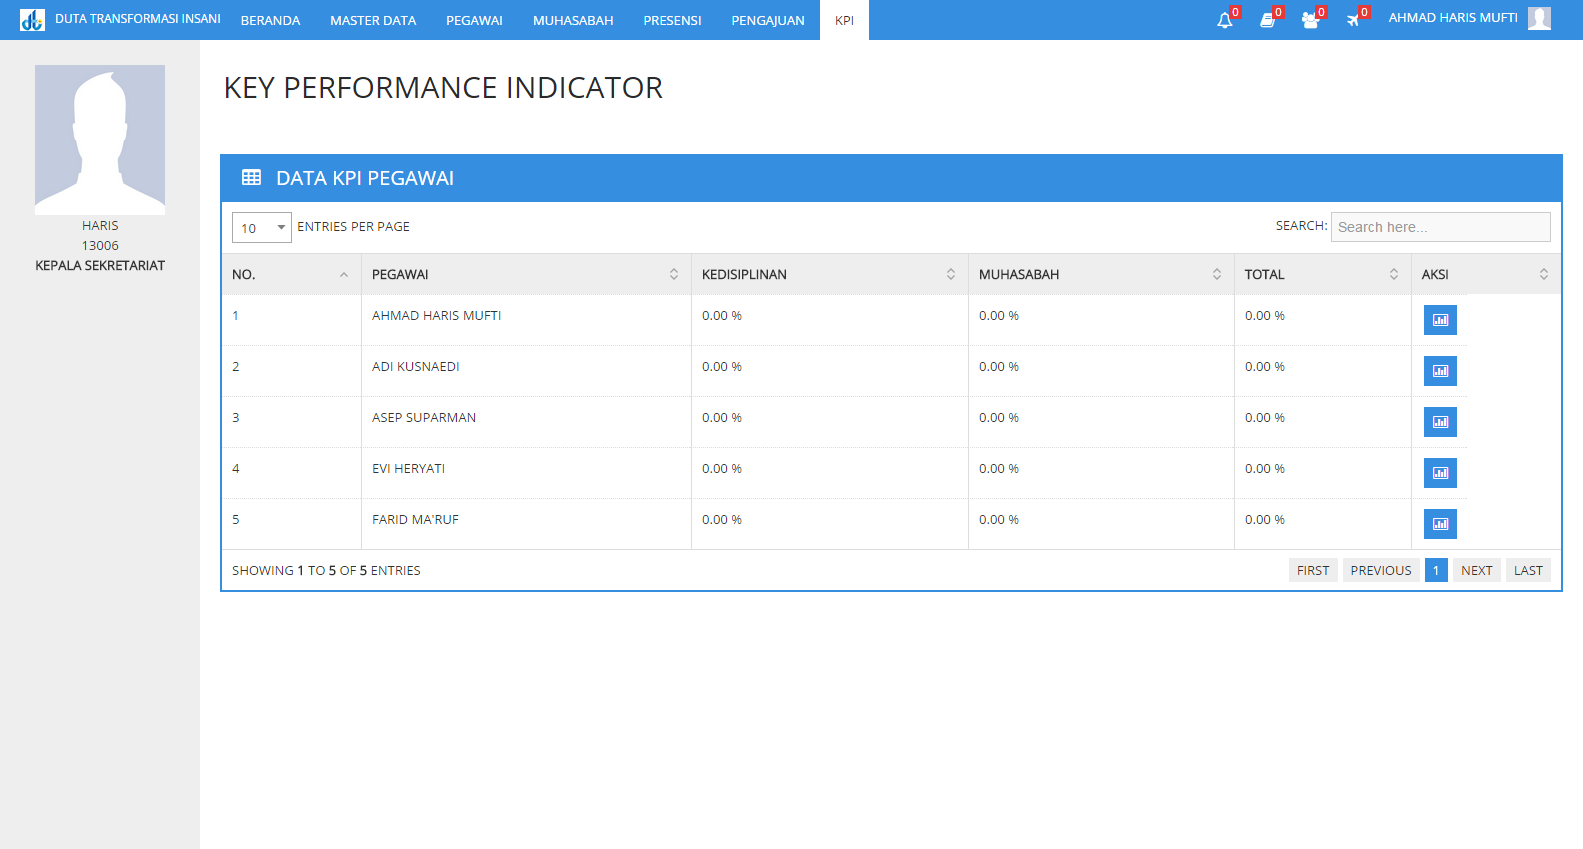 DUTA TRANSFORMASI INSANI BERANDA MASTER DATA PEGAWAI MUHASABAH PRESENSI PENGAJUAN KPI 0 0 0 0 AHMAD HARIS MUFTI
HARIS
13006
KEPALA SEKRETARIAT
KEY PERFORMANCE INDICATOR
DATA KPI PEGAWAI
10 ENTRIES PER PAGE SEARCH: Search here...
NO. PEGAWAI KEDISIPLINAN MUHASABAH TOTAL AKSI
1 AHMAD HARIS MUFTI 0.00 % 0.00 % 0.00 %
2 ADI KUSNAEDI 0.00 % 0.00 % 0.00 %
3 ASEP SUPARMAN 0.00 % 0.00 % 0.00 %
4 EVI HERYATI 0.00 % 0.00 % 0.00 %
5 FARID MA'RUF 0.00 % 0.00 % 0.00 %
SHOWING 1 TO 5 OF 5 ENTRIES FIRST PREVIOUS 1 NEXT LAST